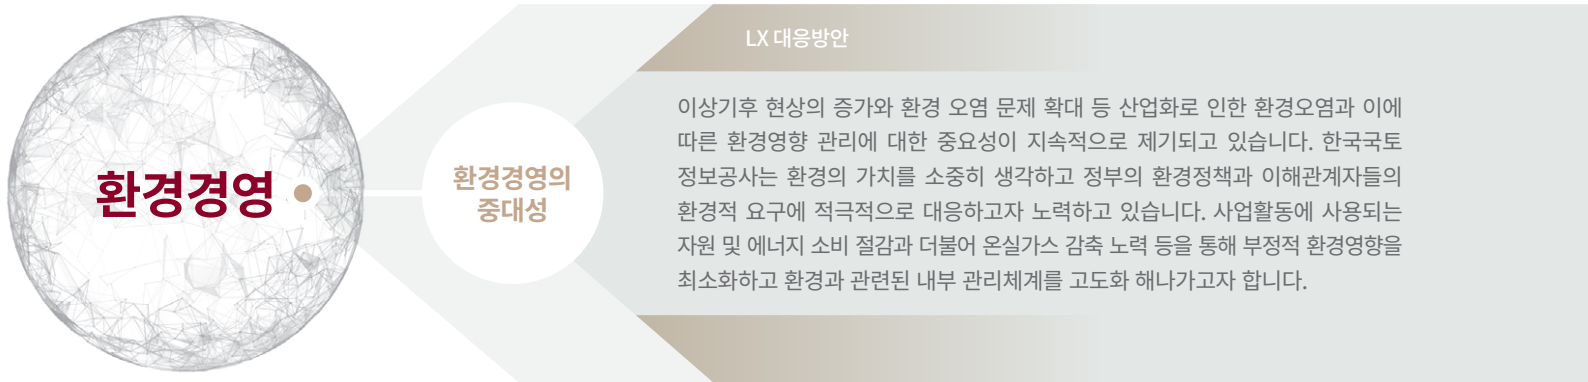 환경경영
환경경영의
중대성
LX 대응방안
이상기후 현상의 증가와 환경 오염 문제 확대 등 산업화로 인한 환경오염과 이에
따른 환경영향 관리에 대한 중요성이 지속적으로 제기되고 있습니다. 한국국토
정보공사는 환경의 가치를 소중히 생각하고 정부의 환경정책과 이해관계자들의
환경적 요구에 적극적으로 대응하고자 노력하고 있습니다. 사업활동에 사용되는
자원 및 에너지 소비 절감과 더불어 온실가스 감축 노력 등을 통해 부정적 환경영향을
최소화하고 환경과 관련된 내부 관리체계를 고도화 해나가고자 합니다.